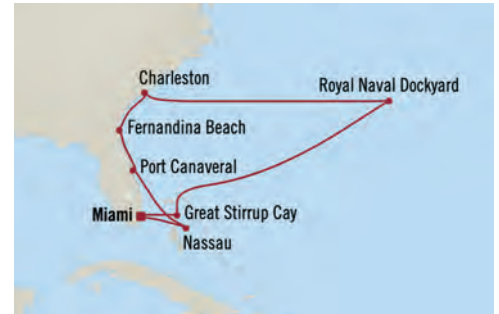 Charleston
Royal Naval Dockyard
Fernandina Beach
Port Canaveral
Miami
Great Stirrup Cay
Nassau